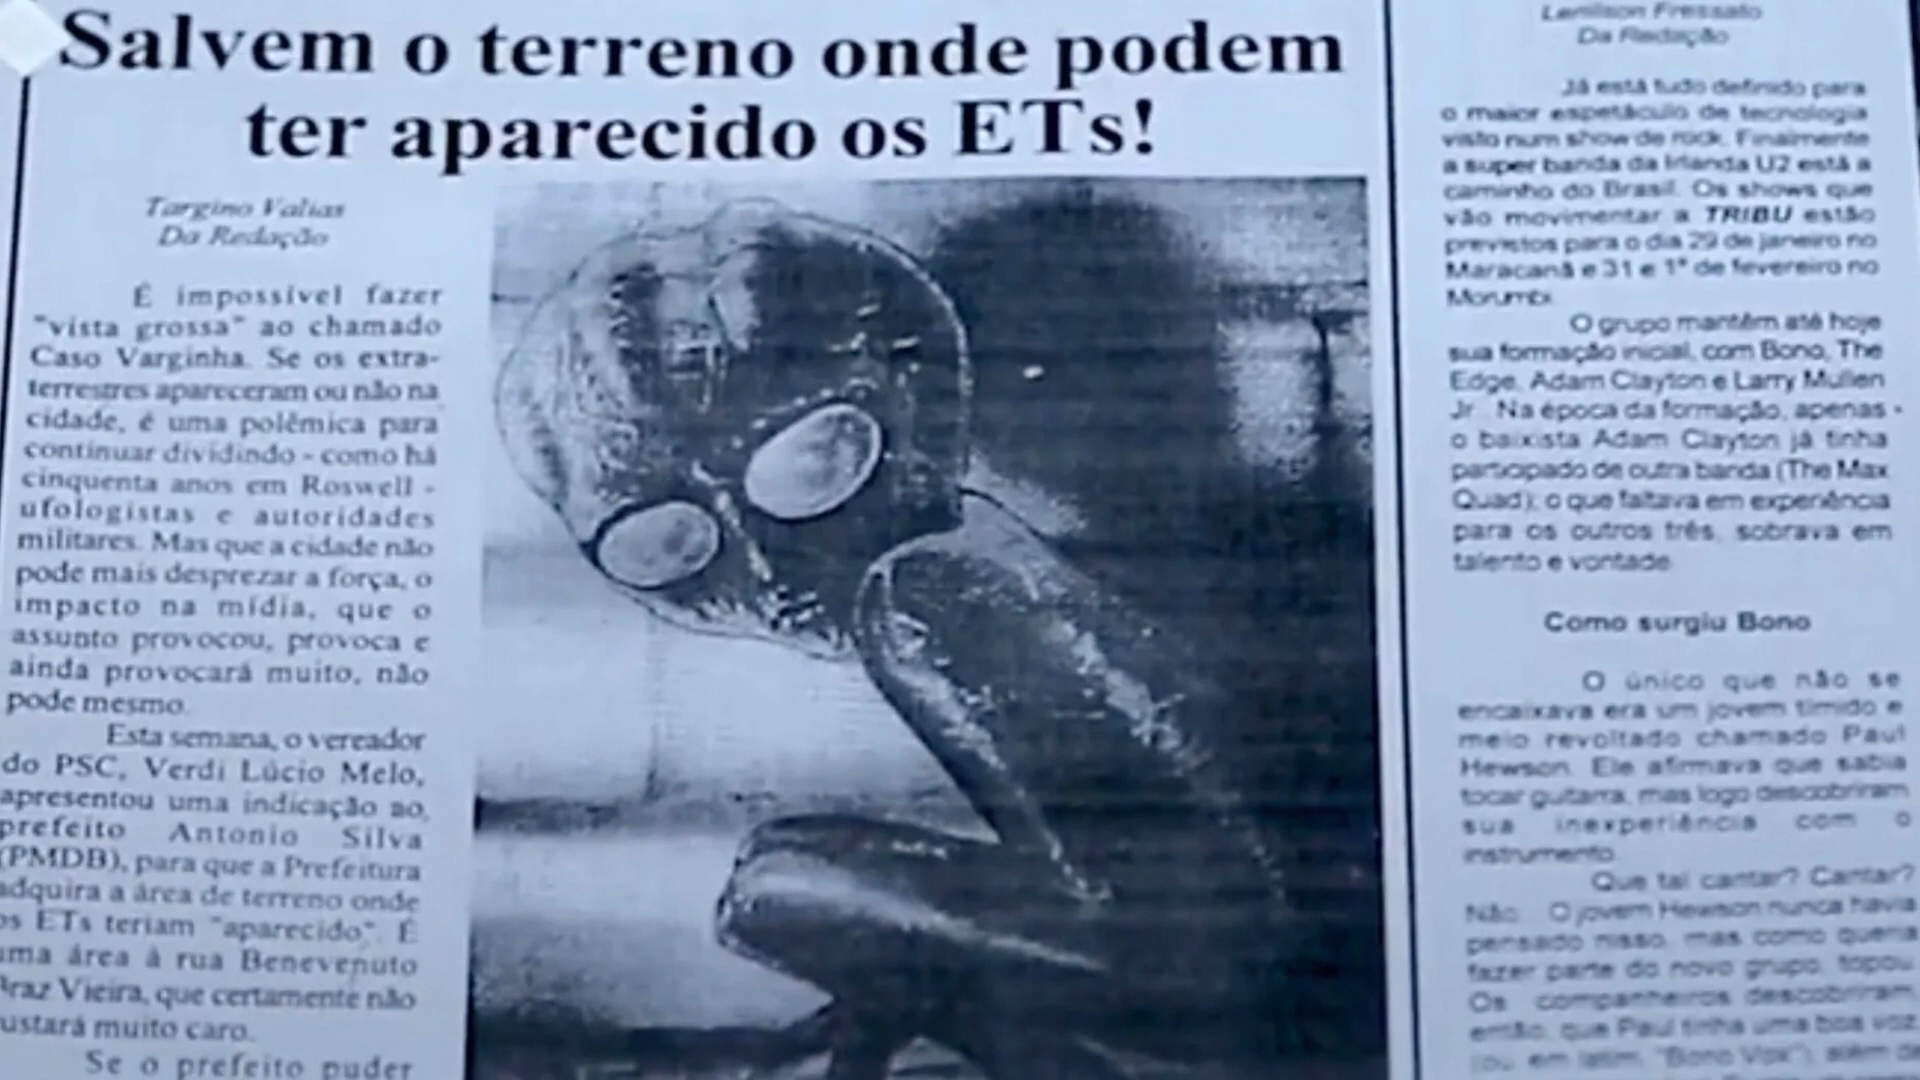 Salvem o terreno onde podem
ter aparecido os ETs!
Targino Valias
Da Redação
É impossível fazer
"vista grossa" ao chamado
Caso Varginha. Se os extra-
terrestres apareceram ou não na
cidade, é uma polêmica para
continuar dividindo - como há
cinquenta anos em Roswell -
ufologistas e autoridades
militares. Mas que a cidade não
pode mais desprezar a força, o
impacto na mídia, que o
assunto provocou, provoca e
ainda provocará muito, não
pode mesmo.
Esta semana, o vereador
do PSC, Verdi Lúcio Melo,
apresentou uma indicação ao,
prefeito Antonio Silva
(PMDB), para que a Prefeitura
adquira a área de terreno onde
os ETs teriam "aparecido". É
uma área à rua Benevenuto
Braz Vieira, que certamente não
ustará muito caro.
Se o prefeito puder
Lenilson Fressato
Da Redação
Já está tudo definido para
o maior espetáculo de tecnologia
visto num show de rock. Finalmente
a super banda da Irlanda U2 está a
caminho do Brasil. Os shows que
vão movimentar a TRIBU estão
previstos para o dia 29 de janeiro no
Maracanã e 31 e 1° de fevereiro no
Morumbi.
O grupo mantêm até hoje
sua formação inicial, com Bono, The
Edge, Adam Clayton e Larry Mullen
Jr. Na época da formação, apenas -
o baixista Adam Clayton já tinha
participado de outra banda (The Max
Quad); o que faltava em experiência
para os outros três, sobrava em
talento e vontade.
Como surgiu Bono
O único que não se
encaixava era um jovem tímido e
meio revoltado chamado Paul
Hewson. Ele afirmava que sabia
tocar guitarra, mas logo descobriram
sua inexperiência com o
instrumento.
Que tal cantar? Cantar?
Não. O jovem Hewson nunca havia
pensado nisso, mas como queria
fazer parte do novo grupo, topou.
Os companheiros descobriram,
então, que Paul tinha uma boa voz,
(ou em latim, "Bono Vox"), além de